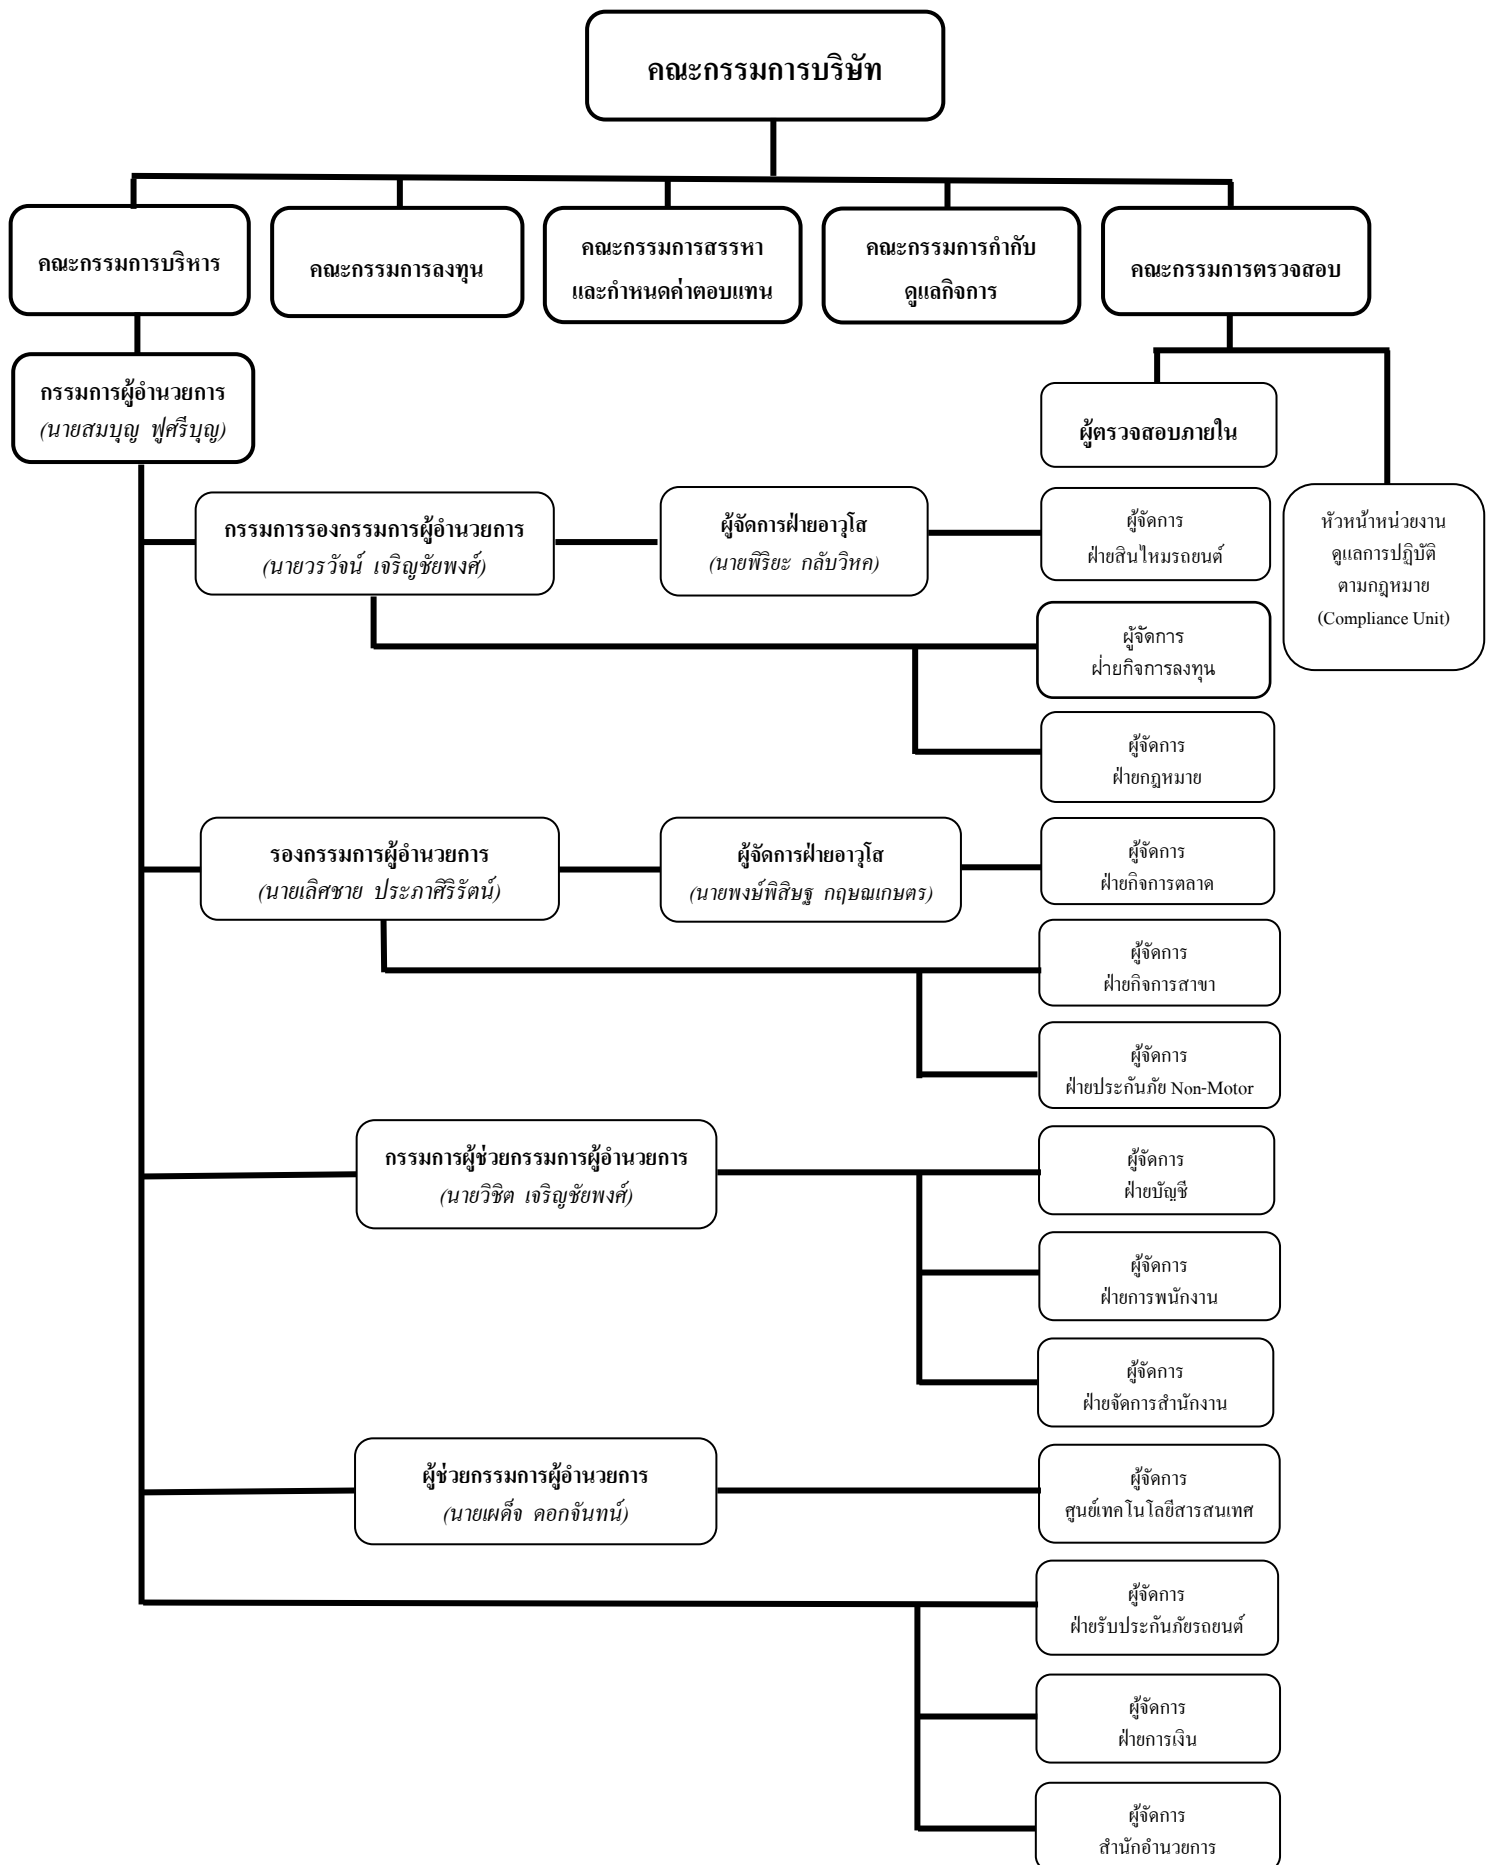 คณะกรรมการบริษัท
คณะกรรมการบริหาร
คณะกรรมการลงทุน
คณะกรรมการสรรหา
และกำหนดค่าตอบแทน
คณะกรรมการกำกับ
ดูแลกิจการ
คณะกรรมการตรวจสอบ
กรรมการผู้อำนวยการ
(นายสมบุญ ฟูศรีบุญ)
ผู้ตรวจสอบภายใน
หัวหน้าหน่วยงาน
ดูแลการปฏิบัติ
ตามกฎหมาย
(Compliance Unit)
กรรมการรองกรรมการผู้อำนวยการ
(นายวรวัจน์ เจริญชัยพงศ์)
ผู้จัดการฝ่ายอาวุโส
(นายพิริยะ กลับวิหค)
ผู้จัดการ
ฝ่ายสินไหมรถยนต์
ผู้จัดการ
ฝ่ายกิจการลงทุน
ผู้จัดการ
ฝ่ายกฎหมาย
รองกรรมการผู้อำนวยการ
(นายเลิศชาย ประภาศิริรัตน์)
ผู้จัดการฝ่ายอาวุโส
(นายพงษ์พิสิษฐ กฤษณเกษตร)
ผู้จัดการ
ฝ่ายกิจการตลาด
ผู้จัดการ
ฝ่ายกิจการสาขา
ผู้จัดการ
ฝ่ายประกันภัย Non-Motor
กรรมการผู้ช่วยกรรมการผู้อำนวยการ
(นายวิชิต เจริญชัยพงศ์)
ผู้จัดการ
ฝ่ายบัญชี
ผู้จัดการ
ฝ่ายการพนักงาน
ผู้จัดการ
ฝ่ายจัดการสำนักงาน
ผู้ช่วยกรรมการผู้อำนวยการ
(นายเผด็จ ดอกจันทน์)
ผู้จัดการ
ศูนย์เทคโนโลยีสารสนเทศ
ผู้จัดการ
ฝ่ายรับประกันภัยรถยนต์
ผู้จัดการ
ฝ่ายการเงิน
ผู้จัดการ
สำนักอำนวยการ